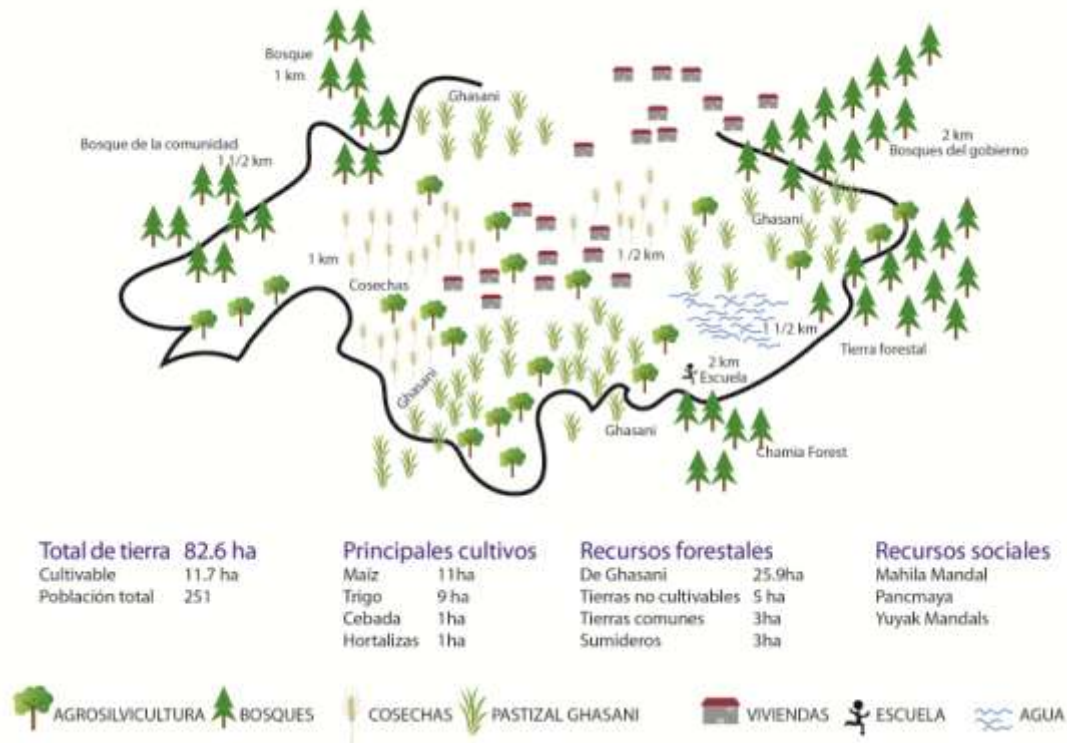 Bosque
1 km
Ghasani
Bosque de la comunidad
1 1/2 km
2 km
Bosques del gobierno
Ghasani
1 km
1 /2 km
Cosechas
1 1/2 km
Tierra forestal
2 km
Escuela
Ghasani
Ghasani
Chamia Forest
Total de tierra 82.6 ha
Cultivable 11.7 ha
Población total 251
Principales cultivos
Maíz 11ha
Trigo 9 ha
Cebada 1ha
Hortalizas 1ha
Recursos forestales
De Ghasani 25.9ha
Tierras no cultivables 5 ha
Tierras comunes 3ha
Sumideros 3ha
Recursos sociales
Mahila Mandal
Pancmaya
Yuyak Mandals
AGROSILVICULTURA BOSQUES COSECHAS PASTIZAL GHASANI VIVIENDAS ESCUELA AGUA